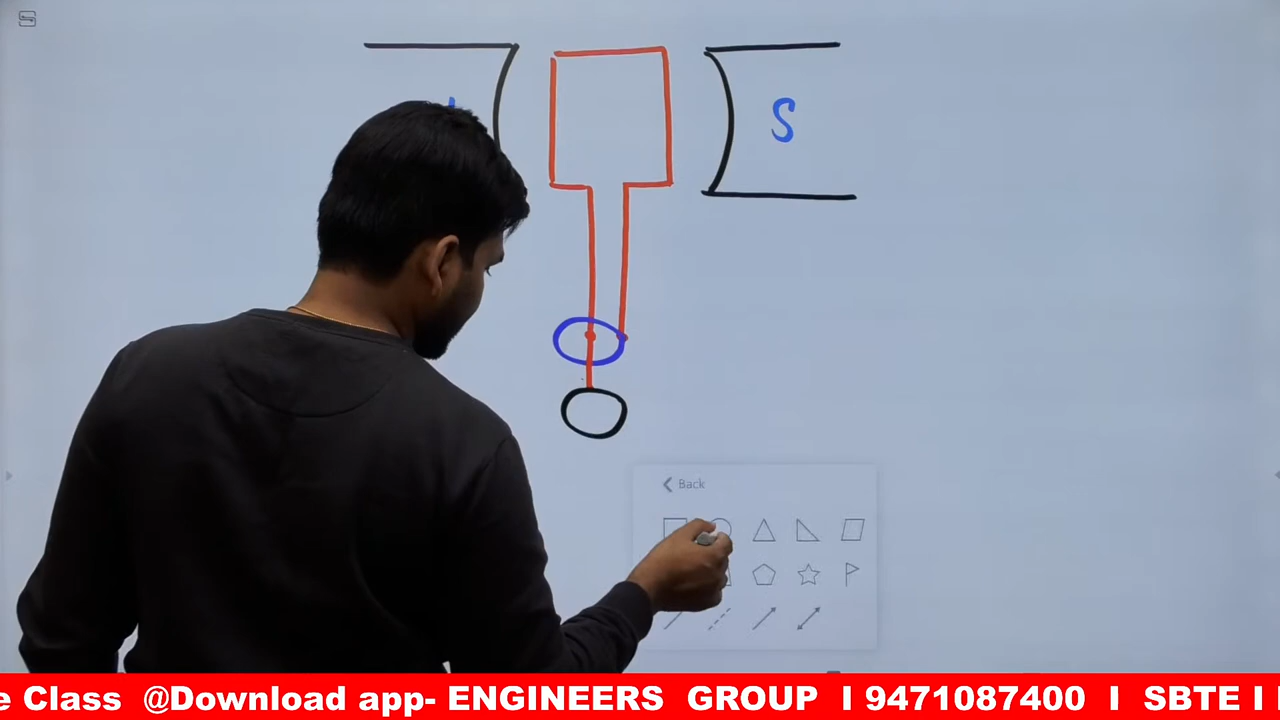 S
Back
e Class @Download app- ENGINEERS GROUP I 9471087400 I SBTE I